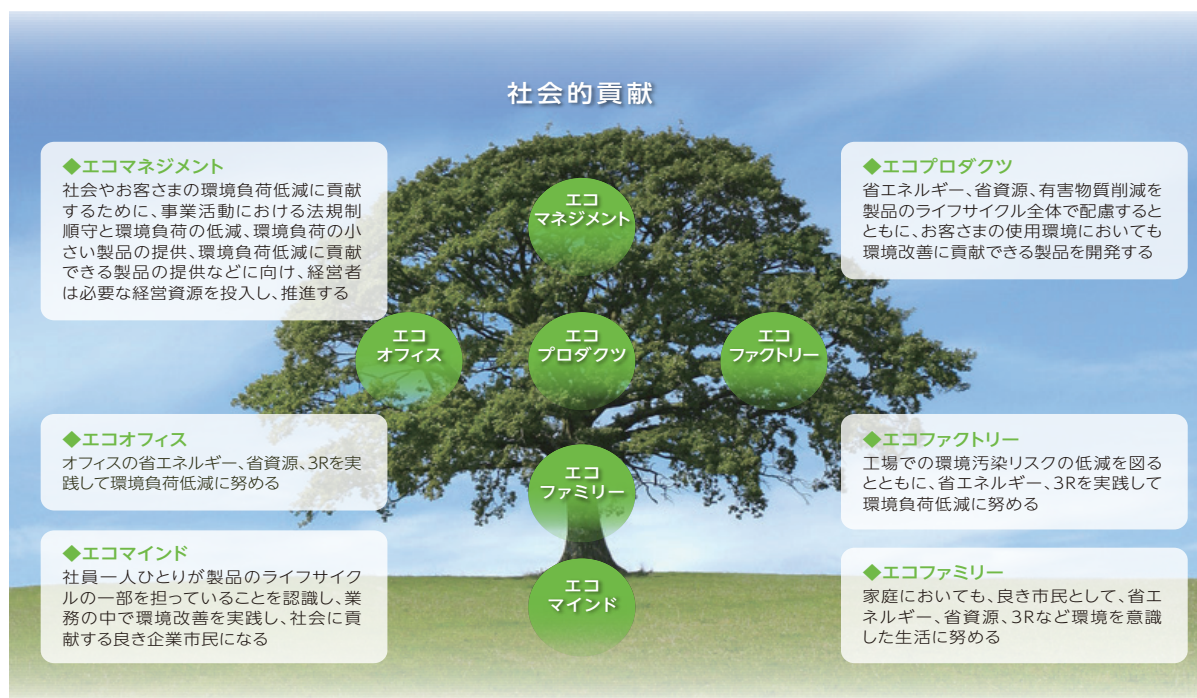 社会的貢献
◆エコマネジメント
社会やお客さまの環境負荷低減に貢献
するために、事業活動における法規制
順守と環境負荷の低減、環境負荷の小
さい製品の提供、環境負荷低減に貢献
できる製品の提供などに向け、経営者
は必要な経営資源を投入し、推進する
◆エコプロダクツ
省エネルギー、省資源、有害物質削減を
製品のライフサイクル全体で配慮すると
ともに、お客さまの使用環境においても
環境改善に貢献できる製品を開発する
エコ
マネジメント
エコ
オフィス
エコ
プロダクツ
エコ
ファクトリー
◆エコオフィス
オフィスの省エネルギー、省資源、3Rを実
践して環境負荷低減に努める
◆エコファクトリー
工場での環境汚染リスクの低減を図る
とともに、省エネルギー、3Rを実践して
環境負荷低減に努める
エコ
ファミリー
◆エコマインド
社員一人ひとりが製品のライフサイク
ルの一部を担っていることを認識し、業
務の中で環境改善を実践し、社会に貢
献する良き企業市民になる
エコ
マインド
◆エコファミリー
家庭においても、良き市民として、省エ
ネルギー、省資源、3Rなど環境を意識
した生活に努める